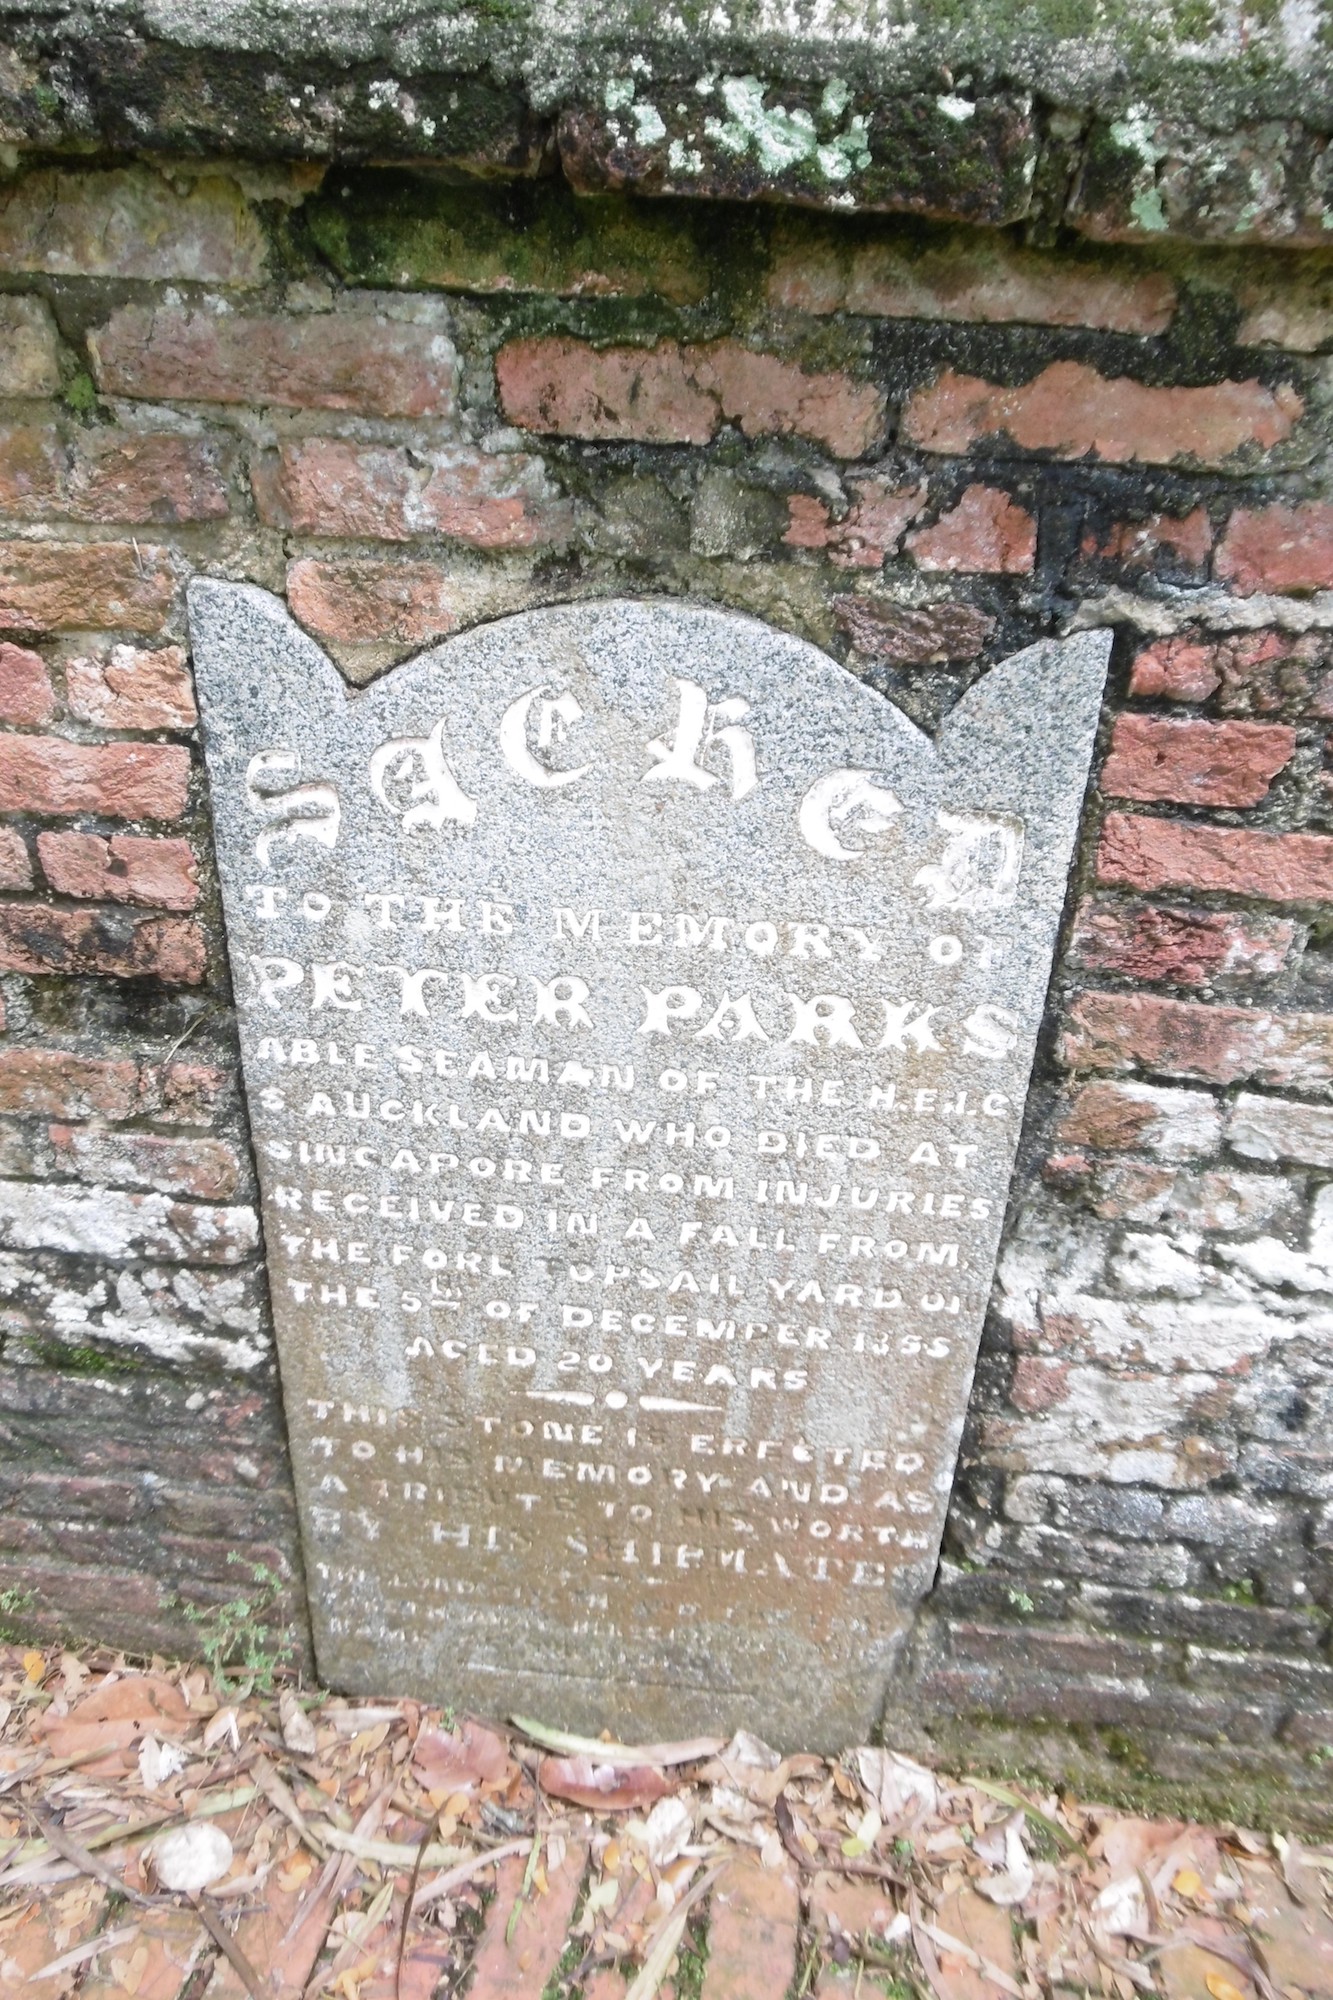 SACRED
TO THE MEMORY OF
PETER PARKS
ABLE SEAMAN OF THE H.E.I.C
S AUCKLAND WHO DIED AT
SINGAPORE FROM INJURIES
RECEIVED IN A FALL FROM
THE FORE TOPSAIL YARD ON
THE 5TH OF DECEMBER 1855
AGED 20 YEARS
THIS STONE IS ERECTED
TO HIS MEMORY AND AS
A TRIBUTE TO HIS WORTH
BY HIS SHIPMATES